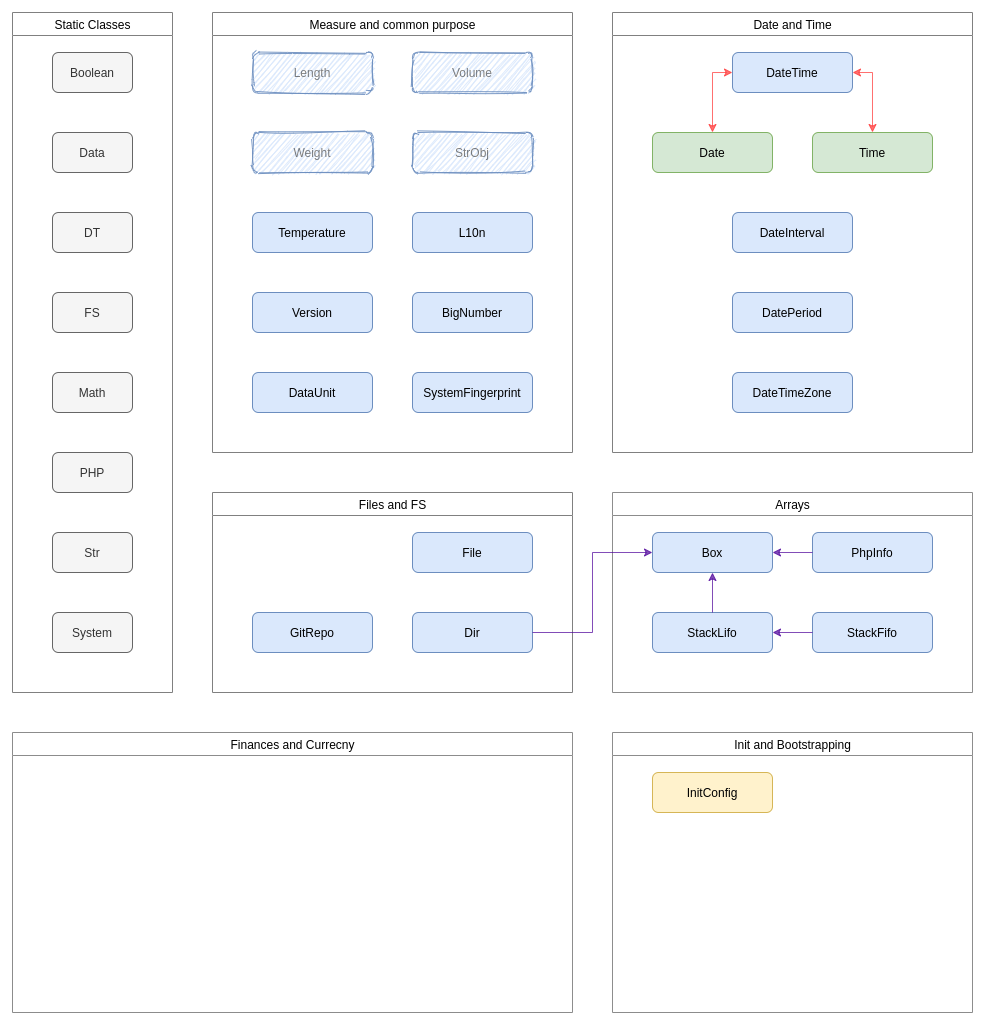 Static Classes
Boolean
Data
DT
FS
Math
PHP
Str
System
Measure and common purpose
Length
Volume
Weight
StrObj
Temperature
L10n
Version
BigNumber
DataUnit
SystemFingerprint
Date and Time
DateTime
Date
Time
DateInterval
DatePeriod
DateTimeZone
Files and FS
File
GitRepo
Dir
Arrays
Box
PhpInfo
StackLifo
StackFifo
Finances and Currecny
Init and Bootstrapping
InitConfig